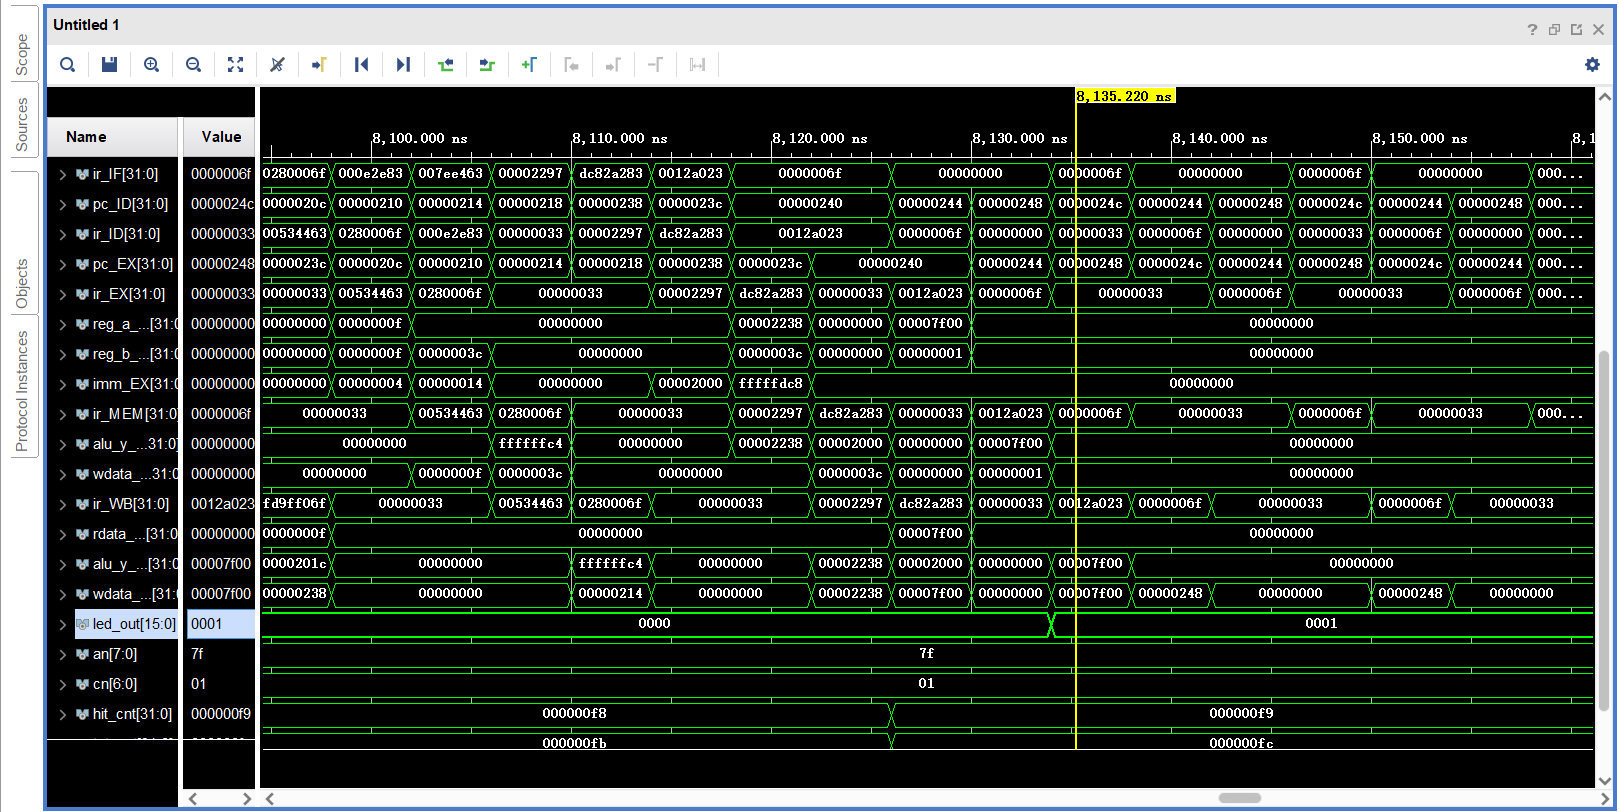 Untitled 1
Scope
Sources
Objects
Protocol Instances
8,135.220 ns
Name Value
8,100.000 ns 8,110.000 ns 8,120.000 ns 8,130.000 ns 8,140.000 ns 8,150.000 ns 8,1
ir_IF[31:0] 0000006f 0280006f 000e2e83 007ee463 00002297 dc82a283 0012a023 0000006f 00000000 0000006f 00000000 0000006f 00000000 000...
pc_ID[31:0] 0000024c 0000020c 00000210 00000214 00000218 00000238 0000023c 00000240 00000244 00000248 0000024c 00000244 00000248 0000024c 00000244 00000248 000...
ir_ID[31:0] 00000033 00534463 0280006f 000e2e83 00000033 00002297 dc82a283 0012a023 0000006f 00000000 00000033 0000006f 00000000 00000033 0000006f 00000000 000...
pc_EX[31:0] 00000248 0000023c 0000020c 00000210 00000214 00000218 00000238 0000023c 00000240 00000244 00000248 0000024c 00000244 00000248 0000024c 00000244 000...
ir_EX[31:0] 00000033 00000033 00534463 0280006f 00000033 00002297 dc82a283 00000033 0012a023 0000006f 00000033 0000006f 00000033 0000006f 000...
reg_a_...[31:0 00000000 00000000 0000000f 00000000 00002238 00000000 00007f00 00000000
reg_b_...[31:0 00000000 00000000 0000000f 0000003c 00000000 0000003c 00000000 00000001 00000000
imm_EX[31:0 00000000 00000000 00000004 00000014 00000000 00002000 fffffdc8 00000000
ir_MEM[31:0] 0000006f 00000033 00534463 0280006f 00000033 00002297 dc82a283 00000033 0012a023 0000006f 00000033 0000006f 00000033 000...
alu_y_...31:0] 00000000 00000000 ffffffc4 00000000 00002238 00002000 00000000 00007f00 00000000
wdata_...31:0 00000000 00000000 0000000f 0000003c 00000000 0000003c 00000000 00000001 00000000
ir_WB[31:0] 0012a023 fd9ff06f 00000033 00534463 0280006f 00000033 00002297 dc82a283 00000033 0012a023 0000006f 00000033 0000006f 00000033
rdata_...[31:0 00000000 0000000f 00000000 00007f00 00000000
alu_y_...[31:0 00007f00 0000201c 00000000 ffffffc4 00000000 00002238 00002000 00000000 00007f00 00000000
wdata_...[31:0 00007f00 00000238 00000000 00000214 00000000 00002238 00007f00 00000000 00007f00 00000248 00000000 00000248 00000000
led_out[15:0] 0001 0000 0001
an[7:0] 7f 7f
cn[6:0] 01 01
hit_cnt[31:0] 000000f9 000000f8 000000f9
000000fb 000000fc